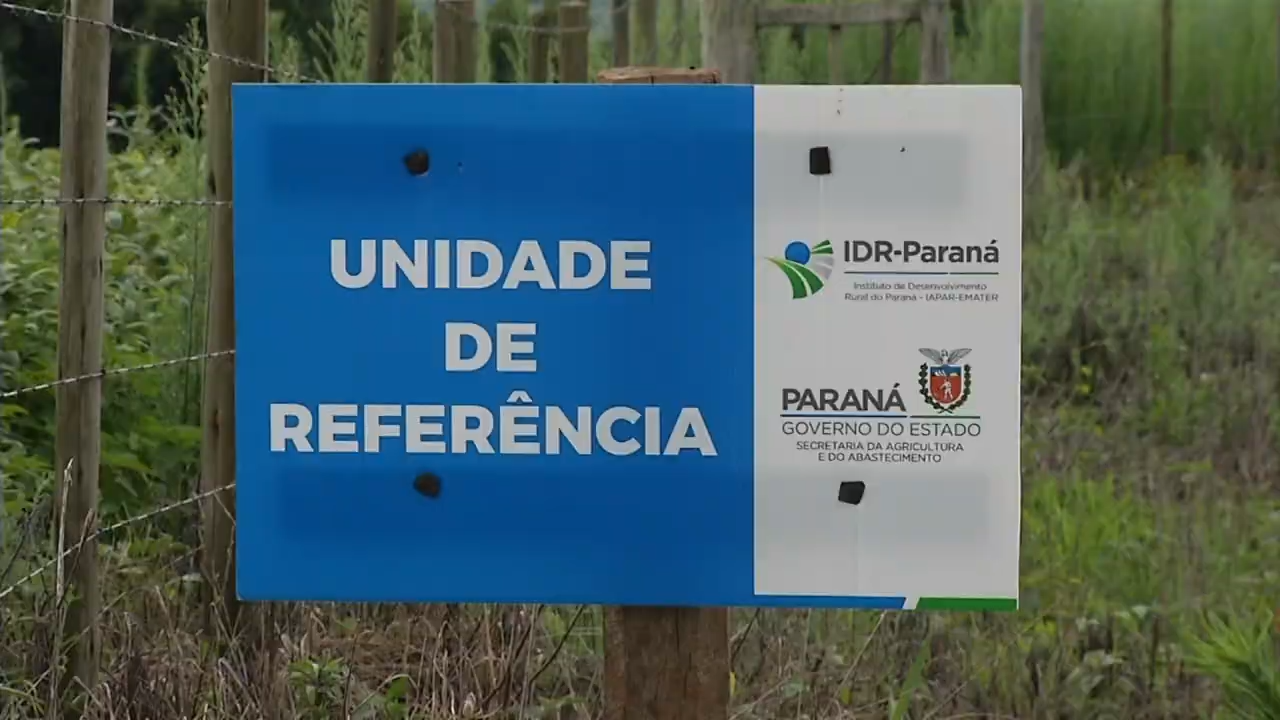 UNIDADE
DE
REFERÊNCIA
IDR-Paraná
Instituto de Desenvolvimento
Rural do Paraná - IAPAR-EMATER
PARANÁ
GOVERNO DO ESTADO
SECRETARIA DA AGRICULTURA
E DO ABASTECIMENTO